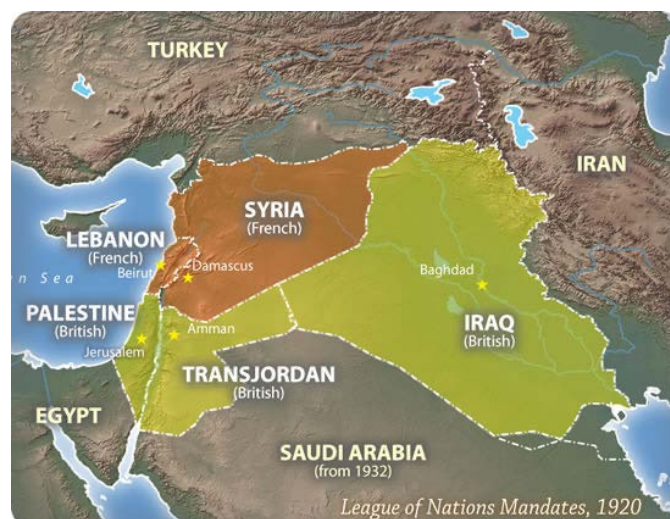 TURKEY
IRAN
SYRIA
(French)
LEBANON
(French)
Beirut
Damascus
Baghdad
an Sea
PALESTINE
(British)
IRAQ
(British)
Amman
Jerusalem
TRANSJORDAN
(British)
EGYPT
SAUDI ARABIA
(from 1932)
League of Nations Mandates, 1920